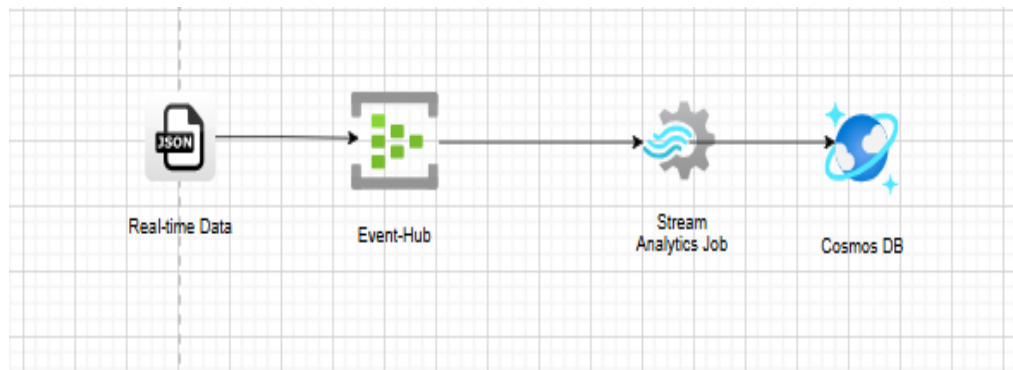 JSON
Real-time Data
Event-Hub
Stream
Analytics Job
Cosmos DB